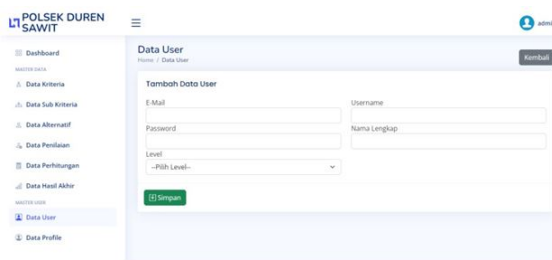 POLSEK DUREN
SAWIT
admi
Dashboard
MASTER DATA
Data Kriteria
Data Sub Kriteria
Data Alternatif
Data Penilaian
Data Perhitungan
Data Hasil Akhir
MASTER USER
Data User
Data Profile
Data User
Home / Data User
Kembali
Tambah Data User
E-Mail
Username
Password
Nama Lengkap
Level
--Pilih Level--
Simpan